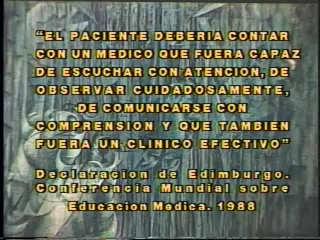 “EL PACIENTE DEBERIA CONTAR
CON UN MEDICO QUE FUERA CAPAZ
DE ESCUCHAR CON ATENCION, DE
OBSERVAR CUIDADOSAMENTE,
DE COMUNICARSE CON
COMPRENSION Y QUE TAMBIEN
FUERA UN CLINICO EFECTIVO”
Declaracion de Edimburgo.
Conferencia Mundial sobre
Educacion Medica. 1988